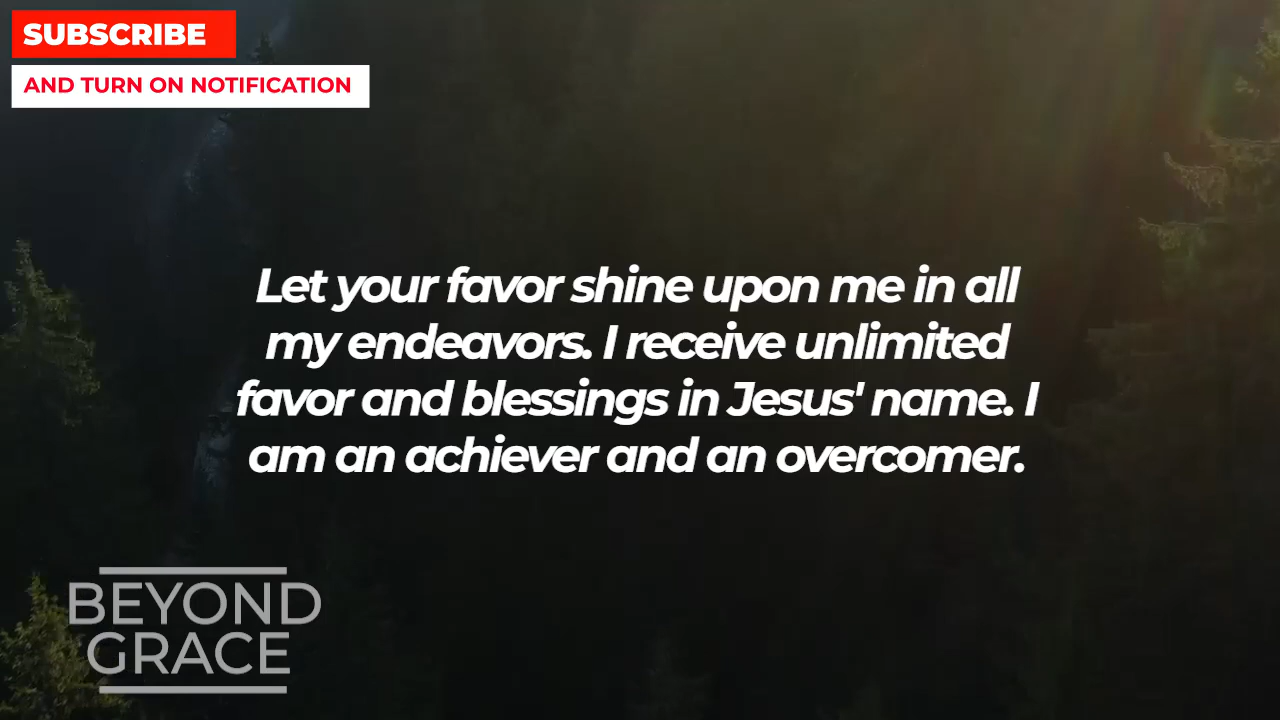 SUBSCRIBE
AND TURN ON NOTIFICATION
Let your favor shine upon me in all
my endeavors. I receive unlimited
favor and blessings in Jesus' name. I
am an achiever and an overcomer.
BEYOND
GRACE